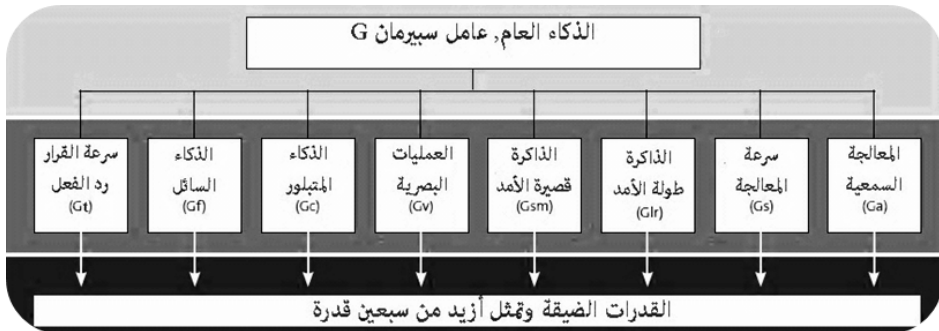 الذكاء العام, عامل سبيرمان G
المعالجة
السمعية
(Ga)
سرعة
المعالجة
(Gs)
الذاكرة
طولة الأمد
(Glr)
الذاكرة
قصيرة الأمد
(Gsm)
العمليات
البصرية
(Gv)
الذكاء
المتبلور
(Gc)
الذكاء
السائل
(Gf)
سرعة القرار
رد الفعل
(Gt)
القدرات الضيقة وتمثل أزيد من سبعين قدرة